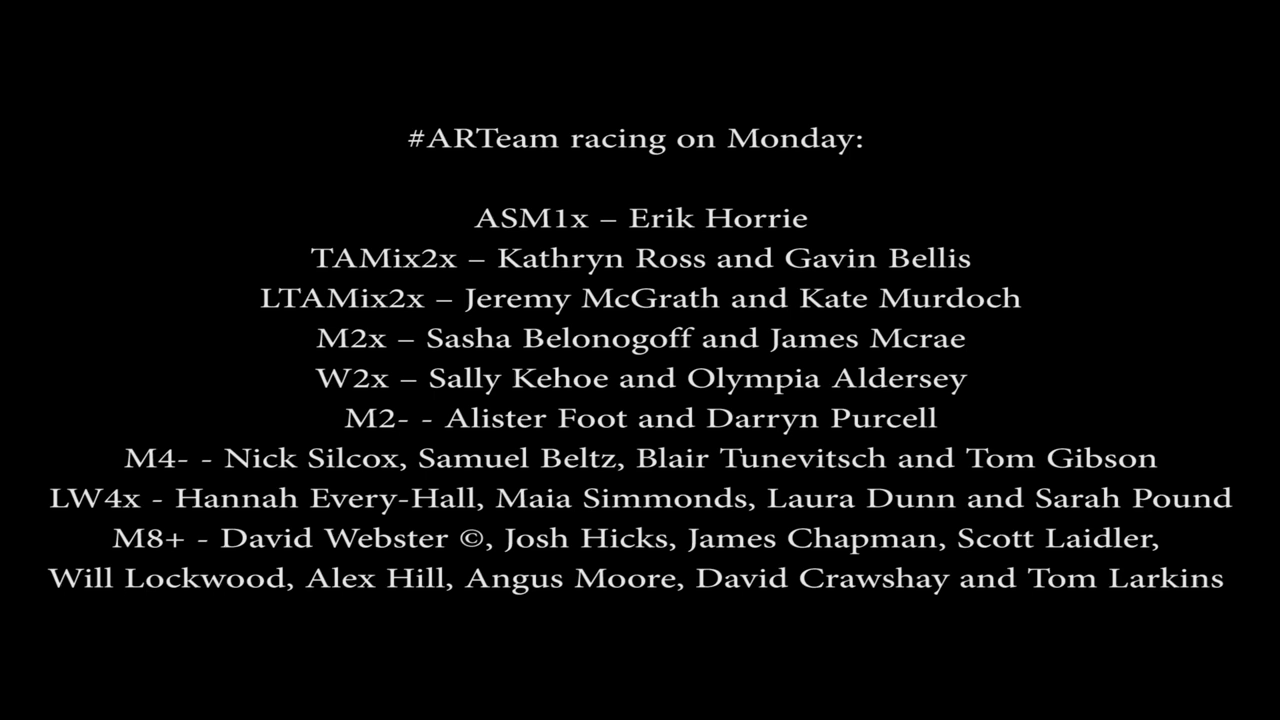 #ARTeam racing on Monday:
ASM1x – Erik Horrie
TAMix2x – Kathryn Ross and Gavin Bellis
LTAMix2x – Jeremy McGrath and Kate Murdoch
M2x – Sasha Belonogoff and James Mcrae
W2x – Sally Kehoe and Olympia Aldersey
M2- - Alister Foot and Darryn Purcell
M4- - Nick Silcox, Samuel Beltz, Blair Tunevitsch and Tom Gibson
LW4x - Hannah Every-Hall, Maia Simmonds, Laura Dunn and Sarah Pound
M8+ - David Webster ©, Josh Hicks, James Chapman, Scott Laidler,
Will Lockwood, Alex Hill, Angus Moore, David Crawshay and Tom Larkins